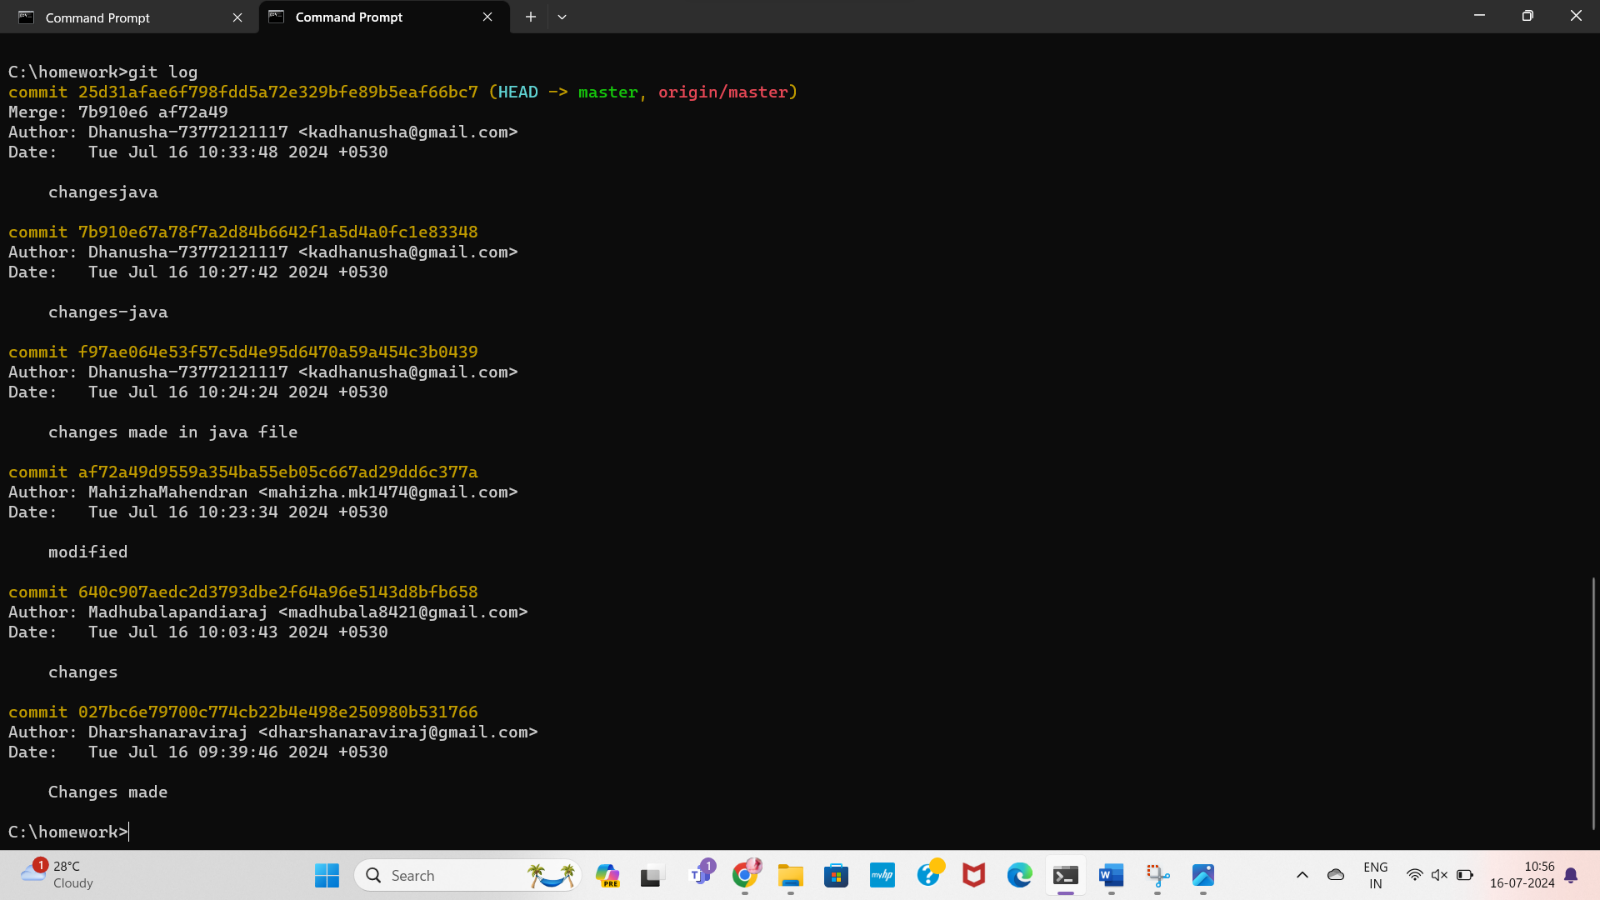 Command Prompt
Command Prompt
C:\homework>git log
commit 25d31afae6f798fdd5a72e329bfe89b5eaf66bc7 (HEAD -> master, origin/master)
Merge: 7b910e6 af72a49
Author: Dhanusha-73772121117 <kadhanusha@gmail.com>
Date:   Tue Jul 16 10:33:48 2024 +0530
changesjava
commit 7b910e67a78f7a2d84b6642f1a5d4a0fc1e83348
Author: Dhanusha-73772121117 <kadhanusha@gmail.com>
Date:   Tue Jul 16 10:27:42 2024 +0530
changes-java
commit f97ae064e53f57c5d4e95d6470a59a454c3b0439
Author: Dhanusha-73772121117 <kadhanusha@gmail.com>
Date:   Tue Jul 16 10:24:24 2024 +0530
changes made in java file
commit af72a49d9559a354ba55eb05c667ad29dd6c377a
Author: MahizhaMahendran <mahizha.mk1474@gmail.com>
Date:   Tue Jul 16 10:23:34 2024 +0530
modified
commit 640c907aedc2d3793dbe2f64a96e5143d8bfb658
Author: Madhubalapandiaraj <madhubala8421@gmail.com>
Date:   Tue Jul 16 10:03:43 2024 +0530
changes
commit 027bc6e79700c774cb22b4e498e250980b531766
Author: Dharshanaraviraj <dharshanaraviraj@gmail.com>
Date:   Tue Jul 16 09:39:46 2024 +0530
Changes made
C:\homework>
1
28°C
Cloudy
Search
PRE
1
myhp
ENG
IN
10:56
16-07-2024